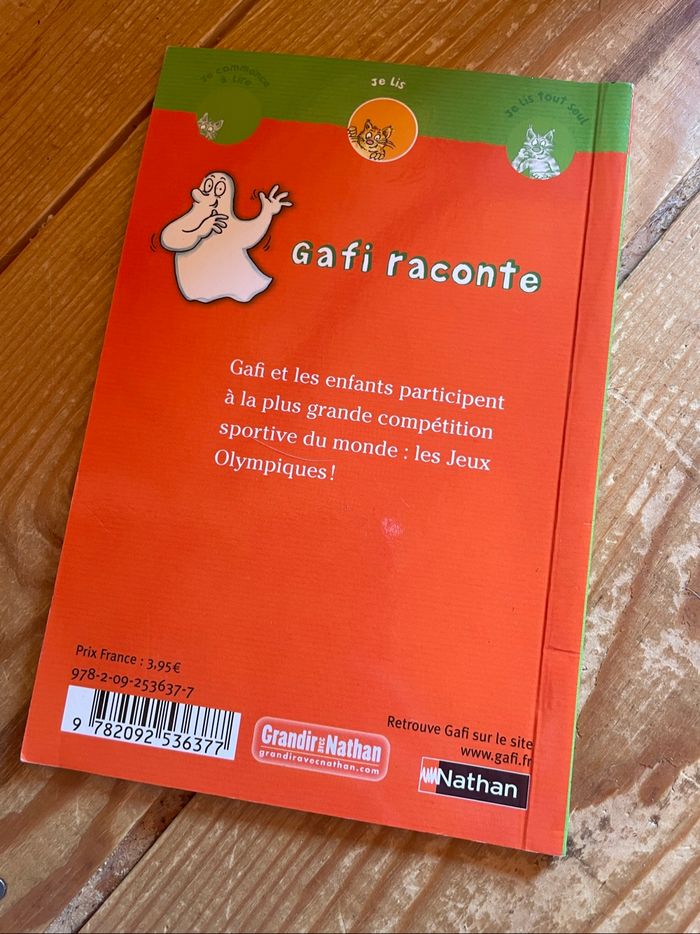 Je commence
à lire
Je lis
Je lis tout seul
Gafi raconte
Gafi et les enfants participent
à la plus grande compétition
sportive du monde : les Jeux
Olympiques !
Prix France : 3,95€
978-2-09-253637-7
9 782092 536377
Grandir avec Nathan
grandiravecnathan.com
Retrouve Gafi sur le site
www.gafi.fr
Nathan